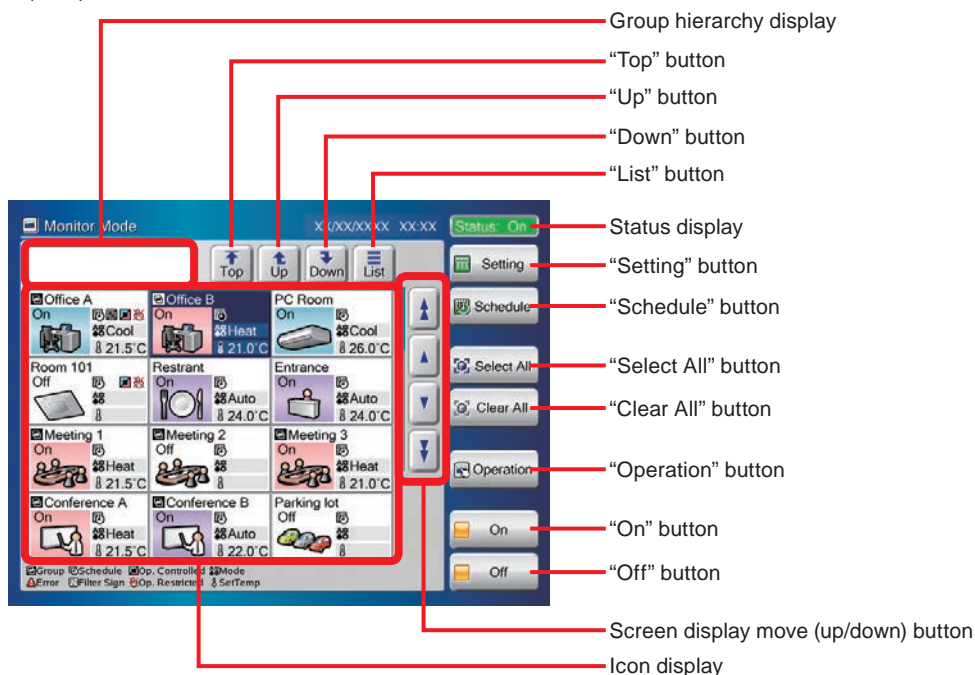 Group hierarchy display
“Top” button
“Up” button
“Down” button
“List” button
Monitor Mode XX/XX/XXXX XX:XX Status: On
Status display
Top Up Down List
Setting
“Setting” button
Office A
Office B
PC Room
Schedule
“Schedule” button
On On On
Cool Heat Cool
21.5°C 21.0°C 26.0°C
Select All
“Select All” button
Room 101 Restrant Entrance
Off On On
Auto Auto
24.0°C 24.0°C
Clear All
“Clear All” button
Meeting 1 Meeting 2 Meeting 3
On Off On
Heat Heat
21.5°C 21.0°C
Operation
“Operation” button
Conference A Conference B Parking lot
On On Off
Heat Auto
21.5°C 22.0°C
On
“On” button
Group Schedule Op. Controlled Mode
Error Filter Sign Op. Restricted SetTemp
Off
“Off” button
Screen display move (up/down) button
Icon display